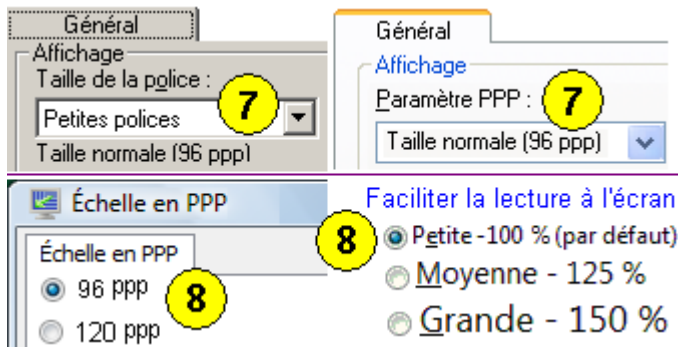 Général
Affichage
Taille de la police :
7
Petites polices
Taille normale (96 ppp)
Général
Affichage
Paramètre PPP :
7
Taille normale (96 ppp)
Échelle en PPP
Échelle en PPP
96 ppp
8
120 ppp
Faciliter la lecture à l'écran
8
Petite -100 % (par défaut)
Moyenne - 125 %
Grande - 150 %